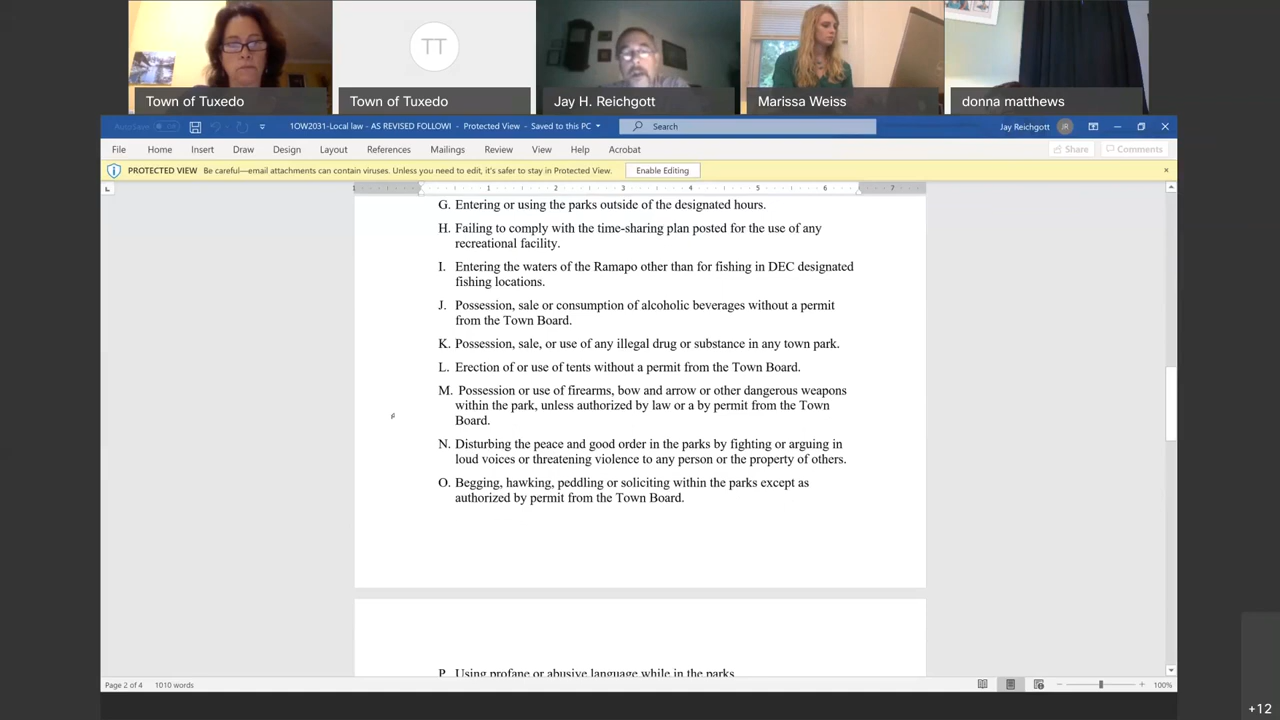 TT
Town of Tuxedo
Town of Tuxedo
Jay H. Reichgott
Marissa Weiss
donna matthews
AutoSave
1OW2031-Local law - AS REVISED FOLLOWI - Protected View - Saved to this PC
Search
Jay Reichgott
JR
File Home Insert Draw Design Layout References Mailings Review View Help Acrobat
Share
Comments
PROTECTED VIEW Be careful—email attachments can contain viruses. Unless you need to edit, it's safer to stay in Protected View.
Enable Editing
1 1 2 3 4 5 6 7
G. Entering or using the parks outside of the designated hours.
H. Failing to comply with the time-sharing plan posted for the use of any
recreational facility.
I. Entering the waters of the Ramapo other than for fishing in DEC designated
fishing locations.
J. Possession, sale or consumption of alcoholic beverages without a permit
from the Town Board.
K. Possession, sale, or use of any illegal drug or substance in any town park.
L. Erection of or use of tents without a permit from the Town Board.
M. Possession or use of firearms, bow and arrow or other dangerous weapons
within the park, unless authorized by law or a by permit from the Town
Board.
N. Disturbing the peace and good order in the parks by fighting or arguing in
loud voices or threatening violence to any person or the property of others.
O. Begging, hawking, peddling or soliciting within the parks except as
authorized by permit from the Town Board.
P. Using profane or abusive language while in the parks.
Page 2 of 4 1010 words
100%
+12